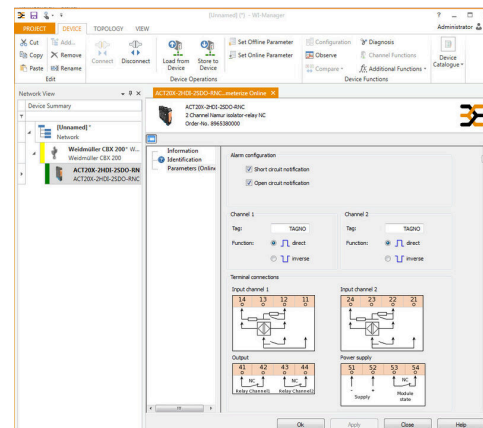 [Unnamed] (*) - WI-Manager
PROJECT DEVICE TOPOLOGY VIEW Administrator
Cut Add...
Copy Remove
Paste Rename
Edit
Connect Disconnect
Load from Device
Store to Device
Set Offline Parameter
Set Online Parameter
Device Operations
Configuration Diagnosis
Observe Channel Functions
Compare Additional Functions
Device Functions
Device Catalogue
Network View
Device Summary
[Unnamed] *
Network
Weidmüller CBX 200* W...
Weidmüller CBX 200
ACT20X-2HDI-2SDO-RN
ACT20X-2HDI-2SDO-RNC
ACT20X-2HDI-2SDO-RNC...meterize Online
ACT20X-2HDI-2SDO-RNC
2 Channel Namur isolator-relay NC
Order-No. 8965380000
Information
Identification
Parameters (Online
Alarm configuration
Short circuit notification
Open circuit notification
Channel 1
Tag: TAGNO
Function: direct
inverse
Channel 2
Tag: TAGNO
Function: direct
inverse
Terminal connections
Input channel 1
14 13 12 11
Input channel 2
24 23 22 21
Output
41 42 43 44
NC NC
Relay Channel1 Relay Channel2
Power supply
51 52 53 54
- + NC
Supply Module state
Ok Apply Close Help